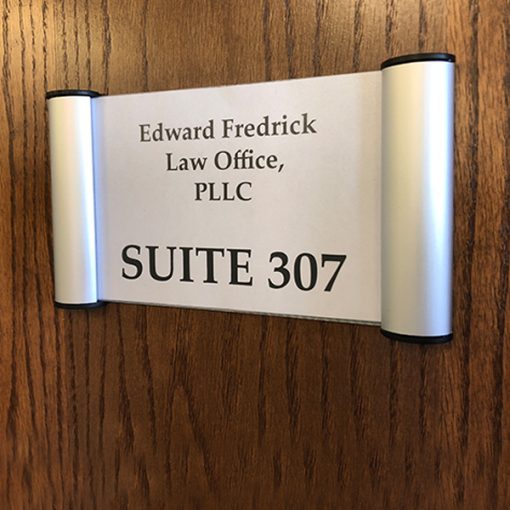 Edward Fredrick
Law Office,
PLLC
SUITE 307